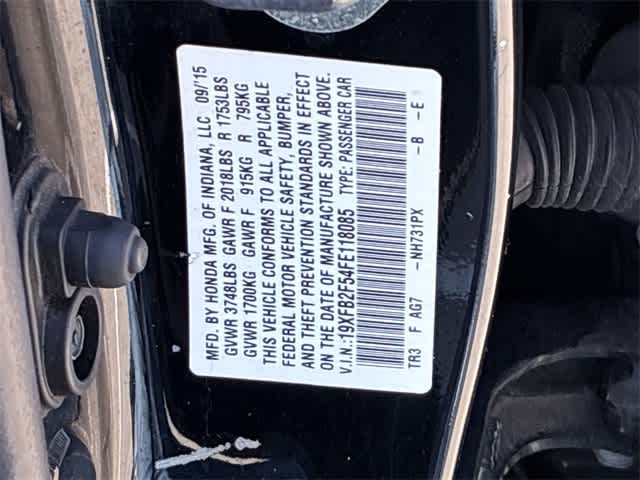 MFD. BY HONDA MFG. OF INDIANA, LLC 09/15
GVWR 3748LBS GAWR F 2018LBS R 1753LBS
GVWR 1700KG GAWR F 915KG R 795KG
THIS VEHICLE CONFORMS TO ALL APPLICABLE
FEDERAL MOTOR VEHICLE SAFETY, BUMPER,
AND THEFT PREVENTION STANDARDS IN EFFECT
ON THE DATE OF MANUFACTURE SHOWN ABOVE.
V.I.N.:19XFB2F54FE118085 TYPE: PASSENGER CAR
TR3 F AG7 -NH731PX -B -E